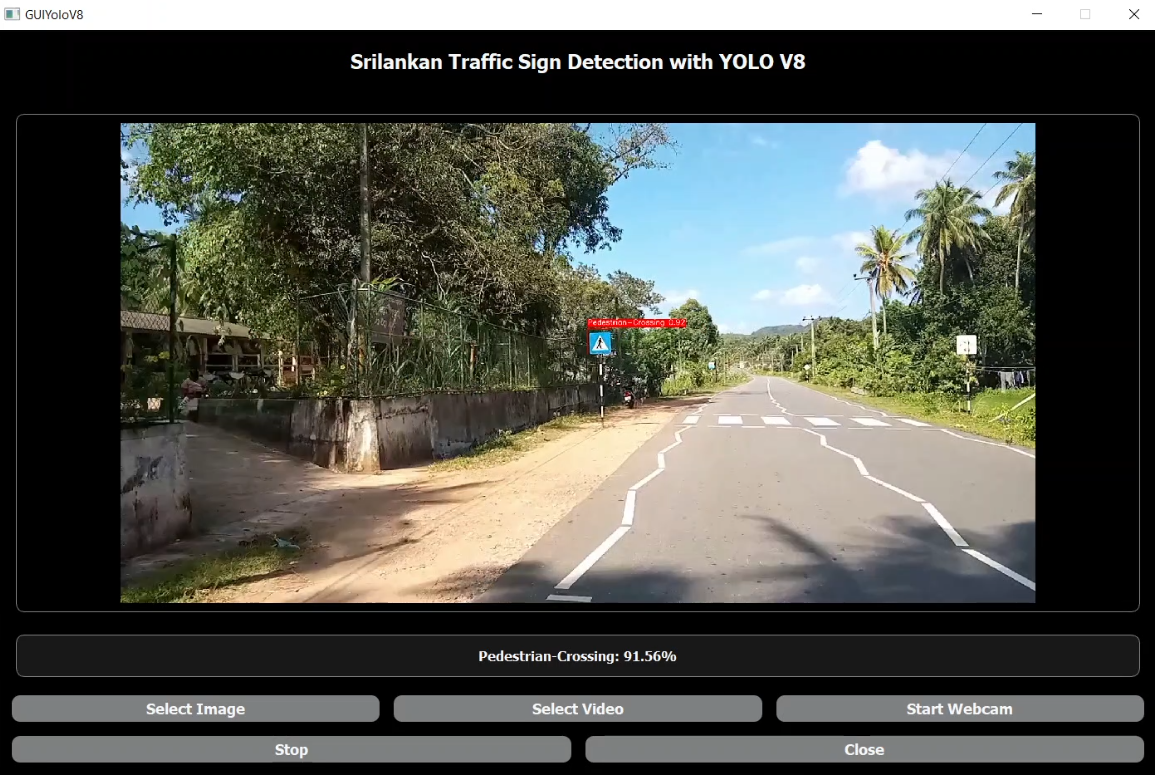 GUIYoloV8
Srilankan Traffic Sign Detection with YOLO V8
Pedestrian-Crossing 0.92
Pedestrian-Crossing: 91.56%
Select Image
Select Video
Start Webcam
Stop
Close